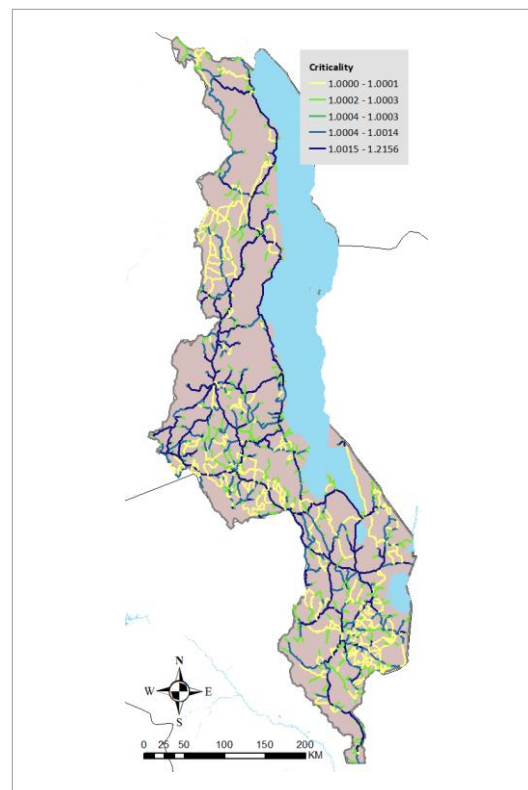 Criticality
1.0000 - 1.0001
1.0002 - 1.0003
1.0004 - 1.0003
1.0004 - 1.0014
1.0015 - 1.2156
N
W E
S
0 25 50 100 150 200
KM